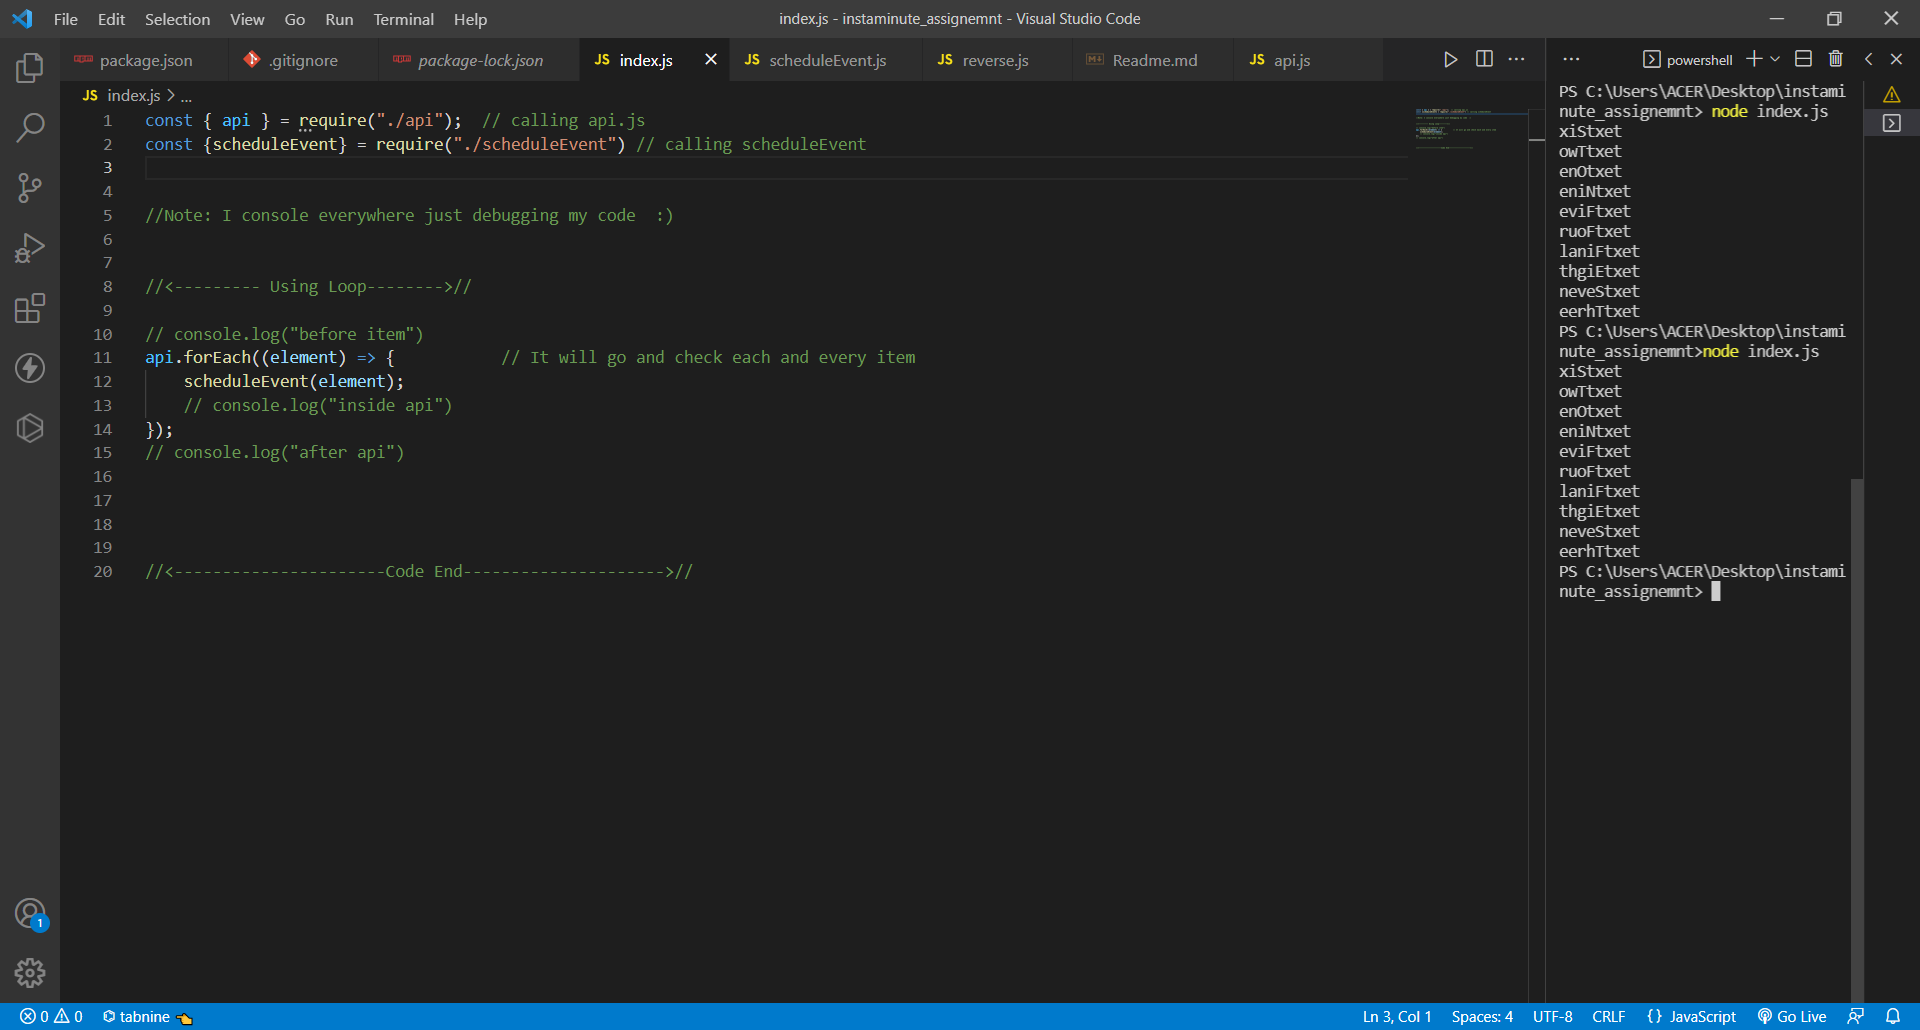 File Edit Selection View Go Run Terminal Help
index.js - instaminute_assignemnt - Visual Studio Code
package.json .gitignore package-lock.json JS index.js JS scheduleEvent.js JS reverse.js Readme.md JS api.js
JS index.js > ...
1 const { api } = require("./api");  // calling api.js
2 const {scheduleEvent} = require("./scheduleEvent") // calling scheduleEvent
3
4
5 //Note: I console everywhere just debugging my code  :)
6
7
8 //<--------- Using Loop-------->//
9
10 // console.log("before item")
11 api.forEach((element) => {           // It will go and check each and every item
12     scheduleEvent(element);
13     // console.log("inside api")
14 });
15 // console.log("after api")
16
17
18
19
20 //<----------------------Code End--------------------->//
powershell
PS C:\Users\ACER\Desktop\instami
nute_assignemnt> node index.js
xiStxet
owTtxet
enOtxet
eniNtxet
eviFtxet
ruoFtxet
laniFtxet
thgiEtxet
neveStxet
eerhTtxet
PS C:\Users\ACER\Desktop\instami
nute_assignemnt>node index.js
xiStxet
owTtxet
enOtxet
eniNtxet
eviFtxet
ruoFtxet
laniFtxet
thgiEtxet
neveStxet
eerhTtxet
PS C:\Users\ACER\Desktop\instami
nute_assignemnt>
1
0 0 tabnine
Ln 3, Col 1 Spaces: 4 UTF-8 CRLF {} JavaScript Go Live